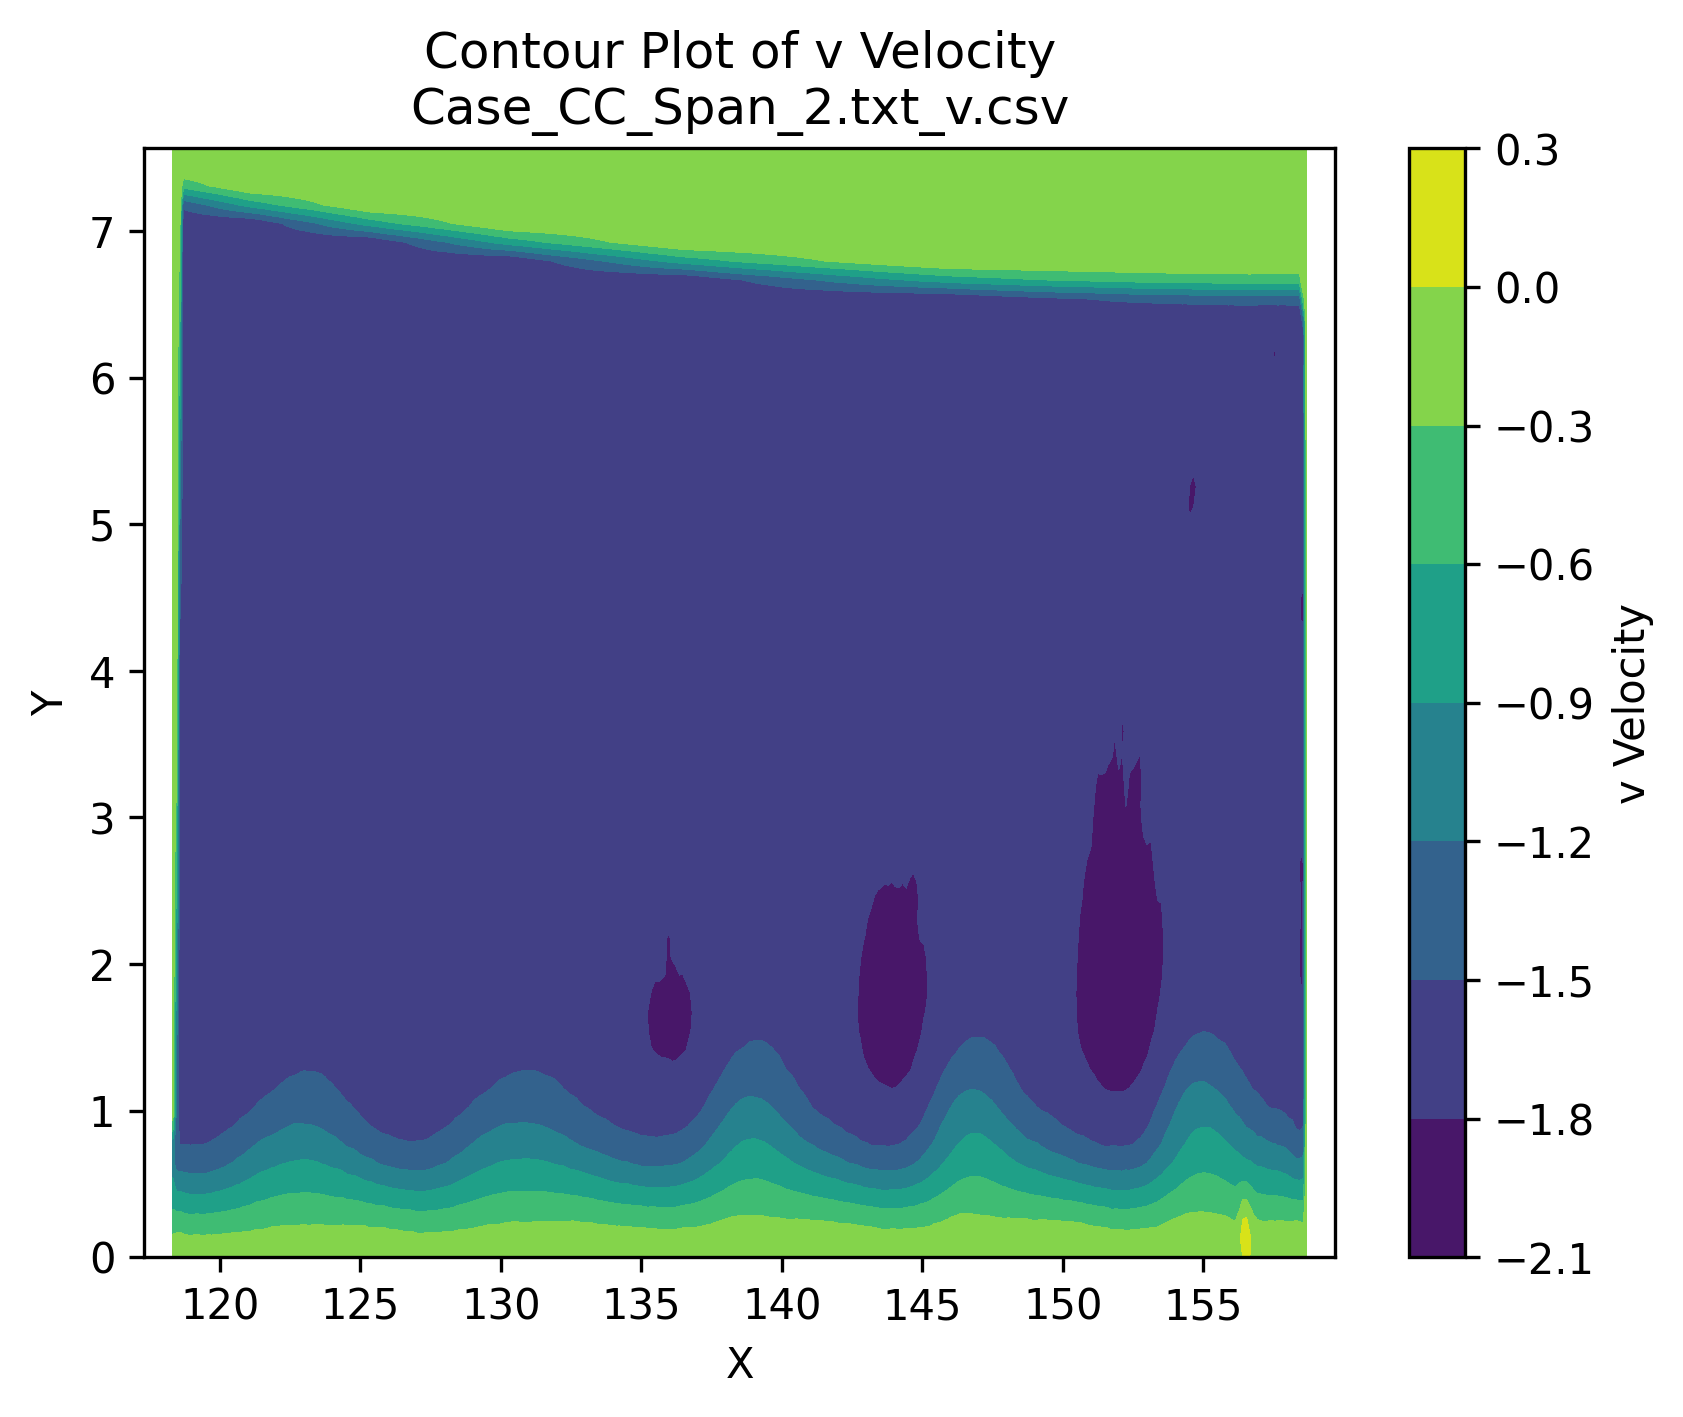 Contour Plot of v Velocity
Case_CC_Span_2.txt_v.csv
7
6
5
4
3
2
1
0
Y
120 125 130 135 140 145 150 155
X
0.3
0.0
−0.3
−0.6
−0.9
−1.2
−1.5
−1.8
−2.1
v Velocity